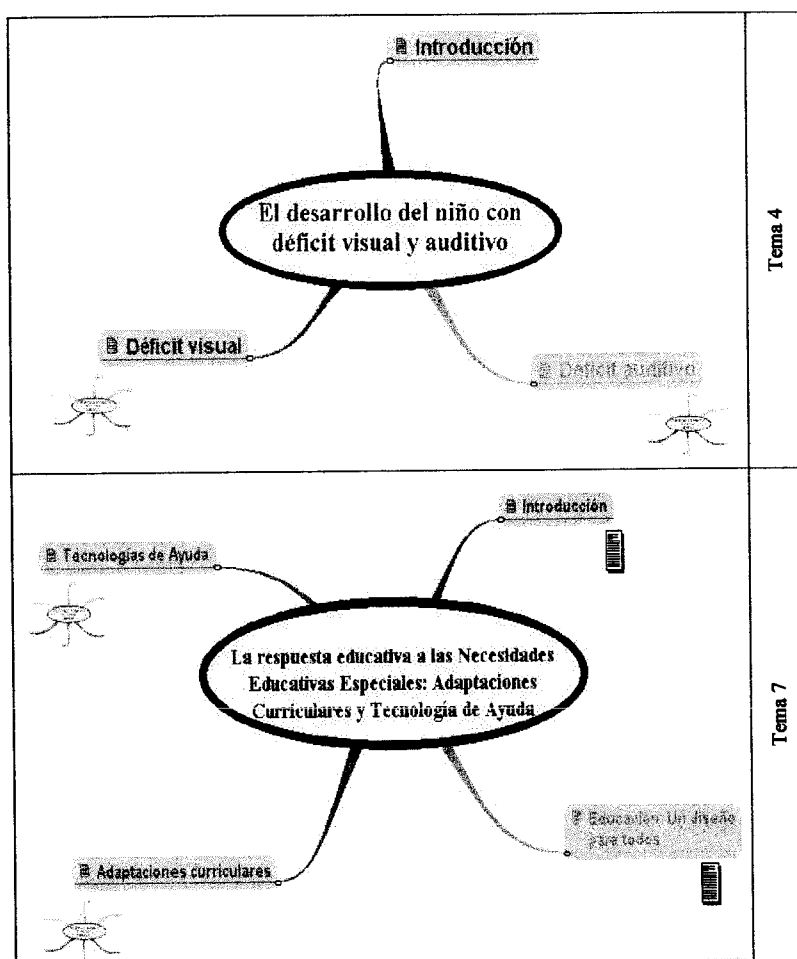 Introducción
El desarrollo del niño con
déficit visual y auditivo
Déficit visual
Déficit auditivo
Tema 4
Introducción
Tecnologías de Ayuda
La respuesta educativa a las Necesidades
Educativas Especiales: Adaptaciones
Curriculares y Tecnología de Ayuda
Educación: Un diseño
para todos
Adaptaciones curriculares
Tema 7